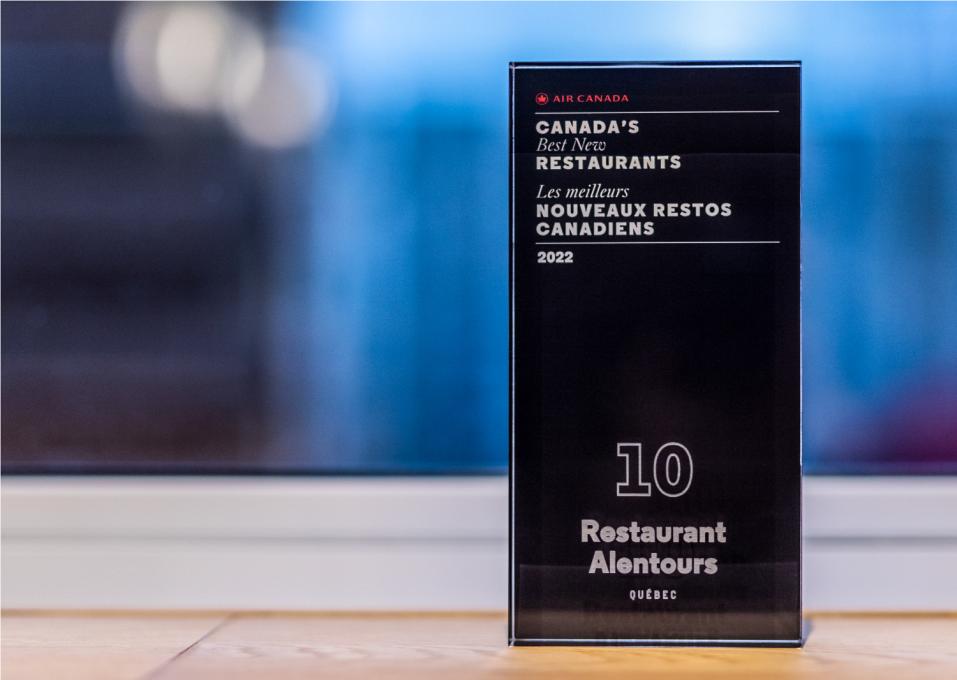 AIR CANADA
CANADA'S
Best New
RESTAURANTS
Les meilleurs
NOUVEAUX RESTOS
CANADIENS
2022
10
Restaurant
Alentours
QUÉBEC